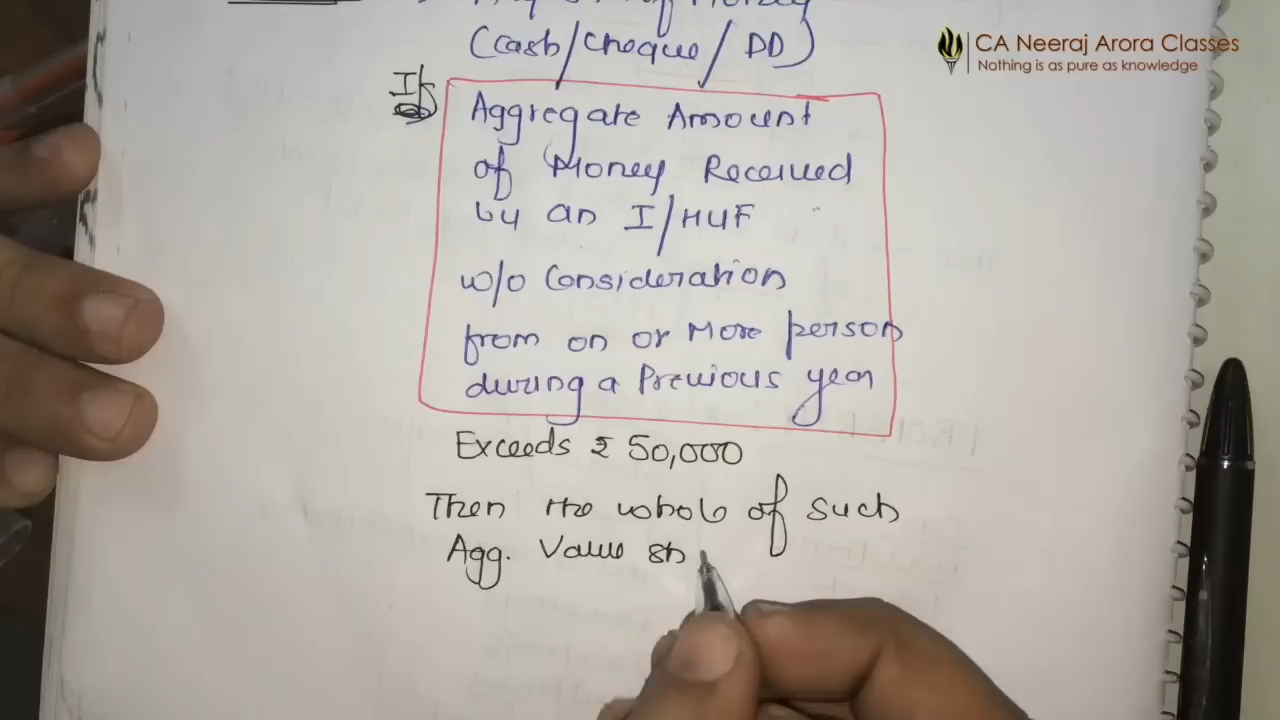 of Money
(cash/cheque/DD)
CA Neeraj Arora Classes
Nothing is as pure as knowledge
If
Aggregate Amount
of Money Received
by an I/HUF
w/o Consideration
from on or More person
during a Previous year
Exceeds ₹ 50,000
Then the whole of such
Agg. Value sh